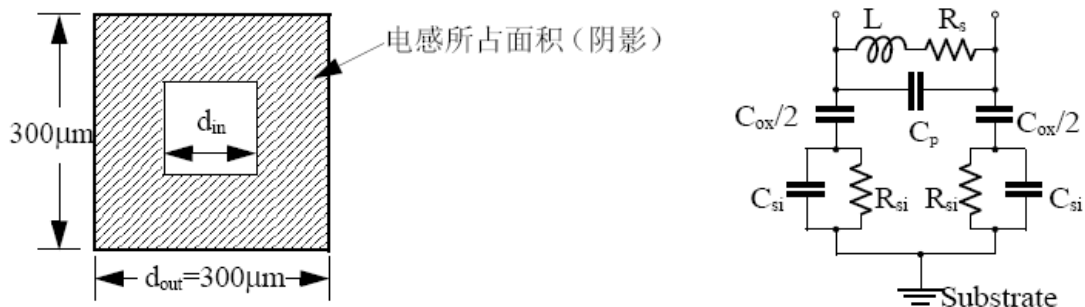 电感所占面积（阴影）
300μm
d_in
d_out=300μm
L
R_s
C_p
C_ox/2
C_ox/2
C_si
R_si
R_si
C_si
Substrate